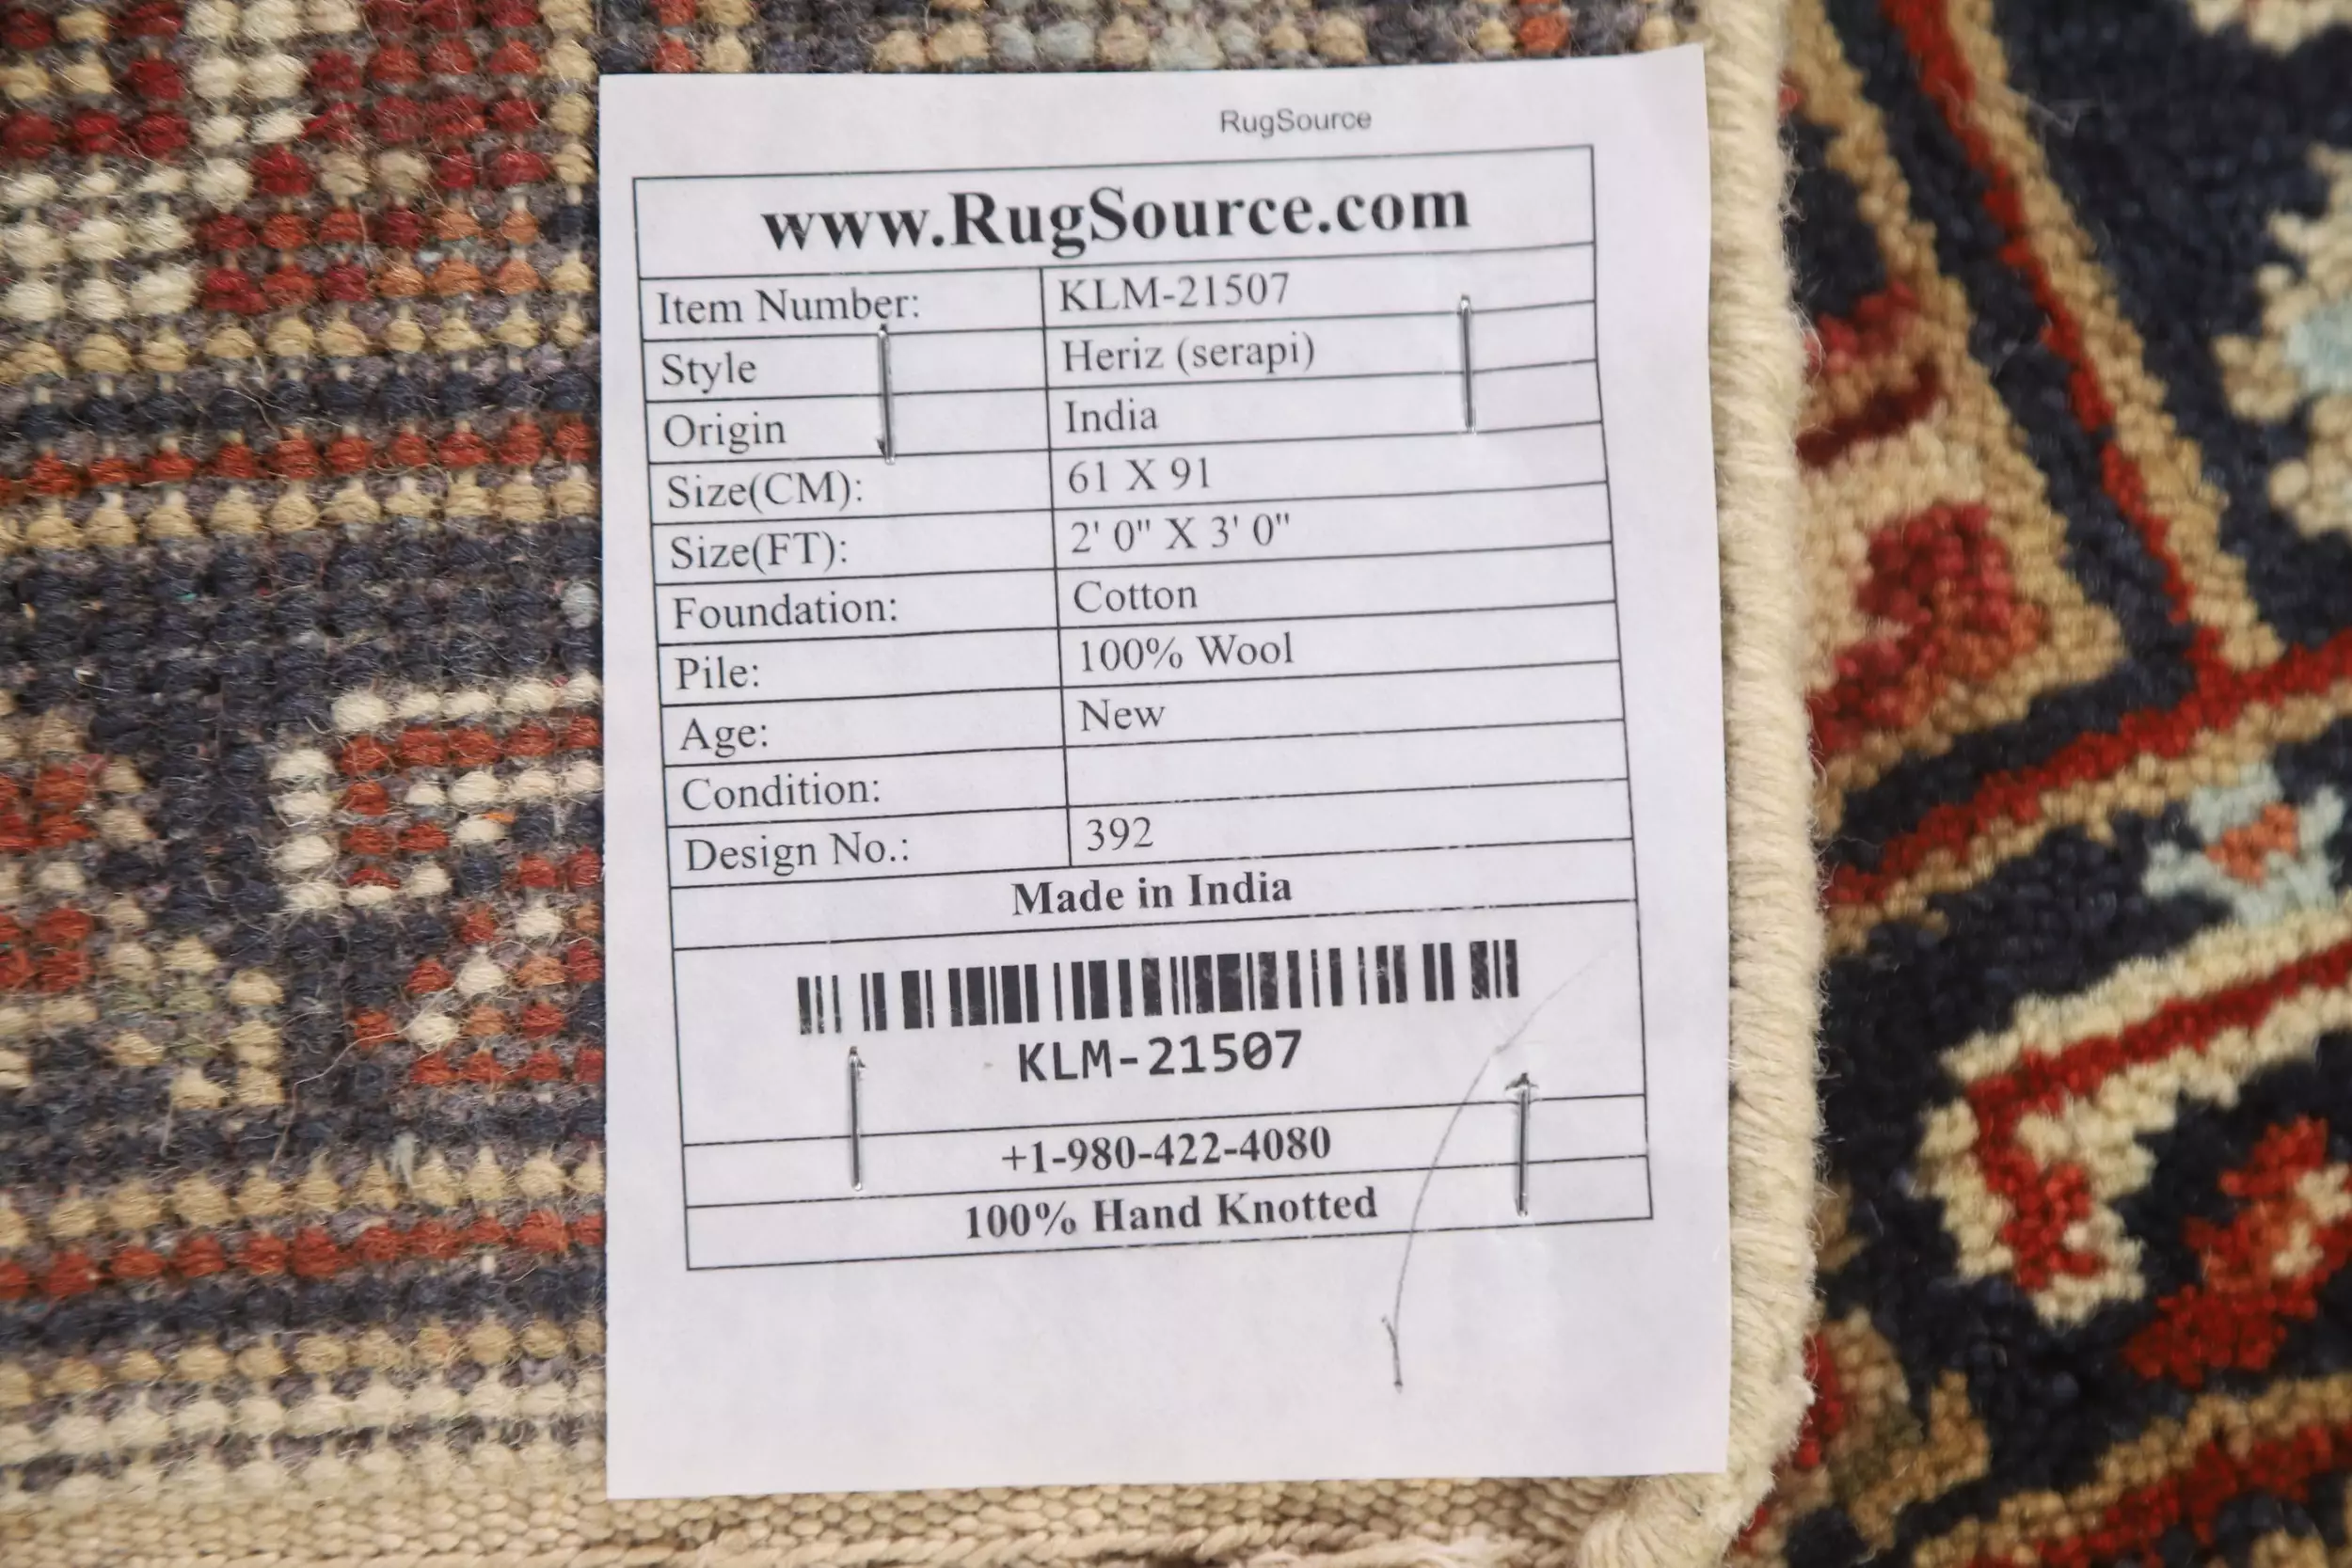 RugSource
www.RugSource.com
Item Number: KLM-21507
Style Heriz (serapi)
Origin India
Size(CM): 61 X 91
Size(FT): 2' 0" X 3' 0"
Foundation: Cotton
Pile: 100% Wool
Age: New
Condition:
Design No.: 392
Made in India
KLM-21507
+1-980-422-4080
100% Hand Knotted